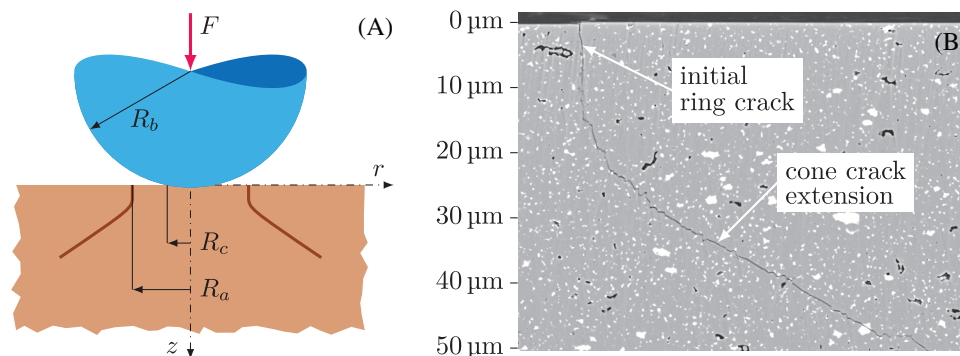 F
(A)
R_b
r
R_c
R_a
z
0 µm
(B)
10 µm
20 µm
30 µm
40 µm
50 µm
initial
ring crack
cone crack
extension